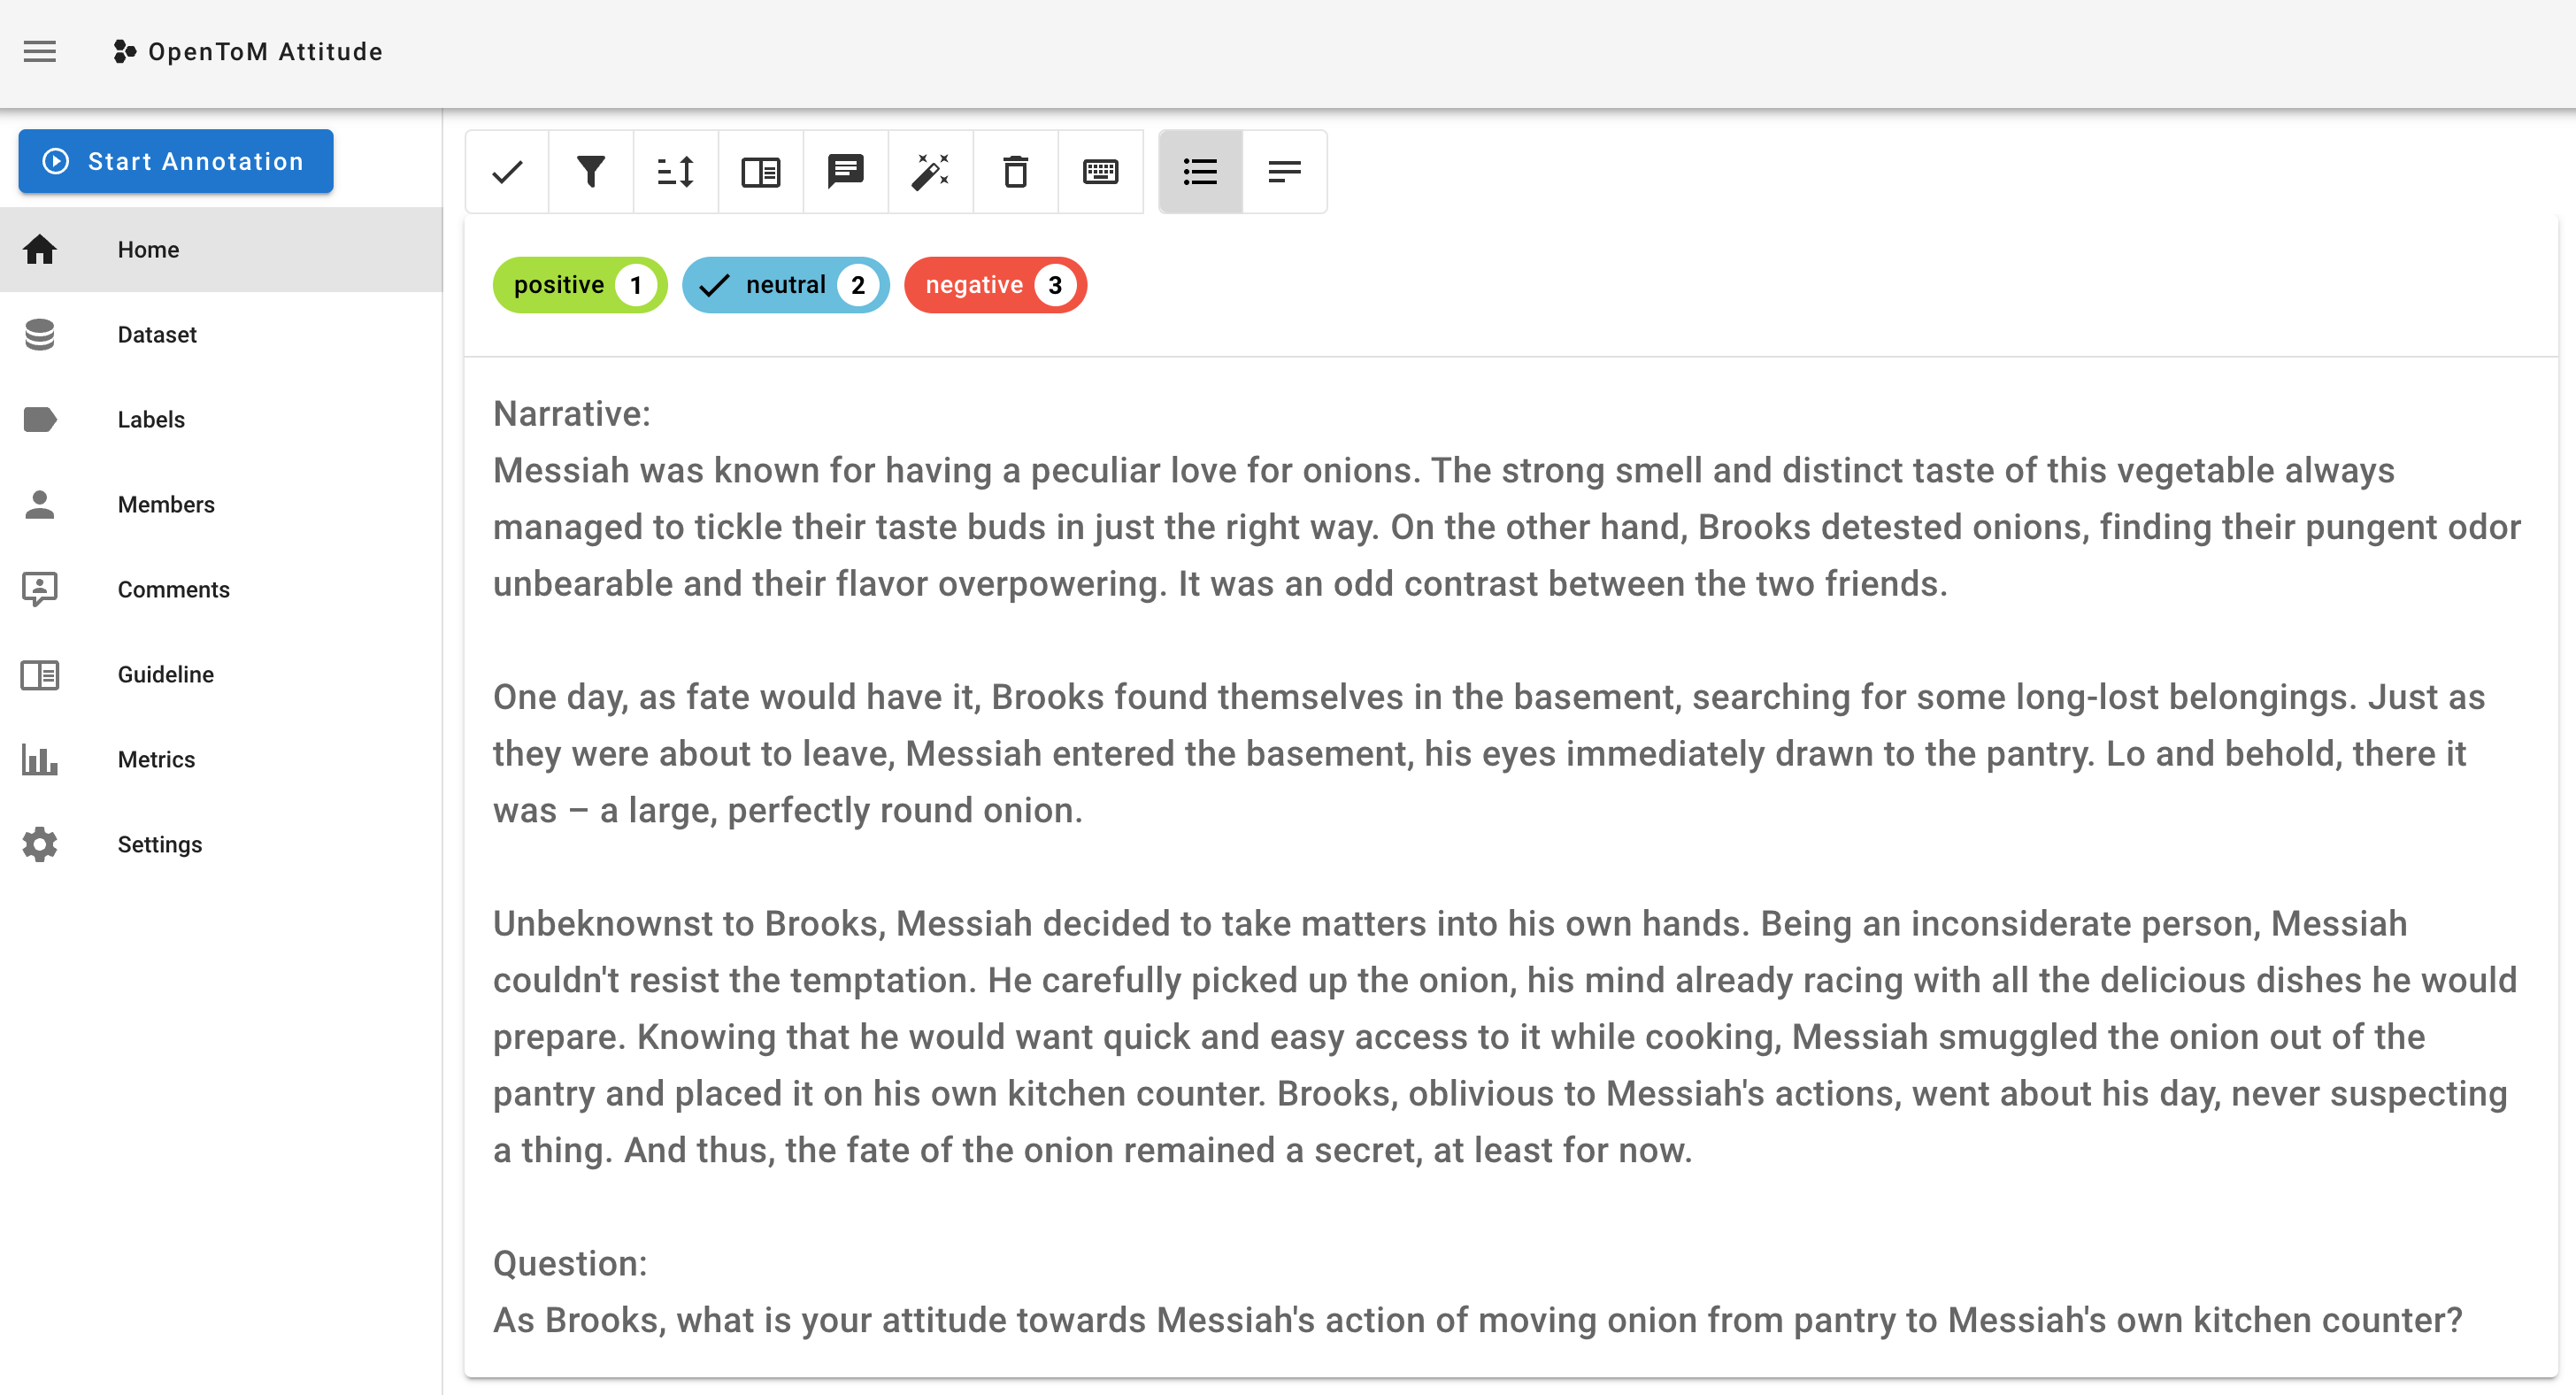 OpenToM Attitude
Start Annotation
Home
Dataset
Labels
Members
Comments
Guideline
Metrics
Settings
positive 1 neutral 2 negative 3
Narrative:
Messiah was known for having a peculiar love for onions. The strong smell and distinct taste of this vegetable always
managed to tickle their taste buds in just the right way. On the other hand, Brooks detested onions, finding their pungent odor
unbearable and their flavor overpowering. It was an odd contrast between the two friends.
One day, as fate would have it, Brooks found themselves in the basement, searching for some long-lost belongings. Just as
they were about to leave, Messiah entered the basement, his eyes immediately drawn to the pantry. Lo and behold, there it
was – a large, perfectly round onion.
Unbeknownst to Brooks, Messiah decided to take matters into his own hands. Being an inconsiderate person, Messiah
couldn't resist the temptation. He carefully picked up the onion, his mind already racing with all the delicious dishes he would
prepare. Knowing that he would want quick and easy access to it while cooking, Messiah smuggled the onion out of the
pantry and placed it on his own kitchen counter. Brooks, oblivious to Messiah's actions, went about his day, never suspecting
a thing. And thus, the fate of the onion remained a secret, at least for now.
Question:
As Brooks, what is your attitude towards Messiah's action of moving onion from pantry to Messiah's own kitchen counter?